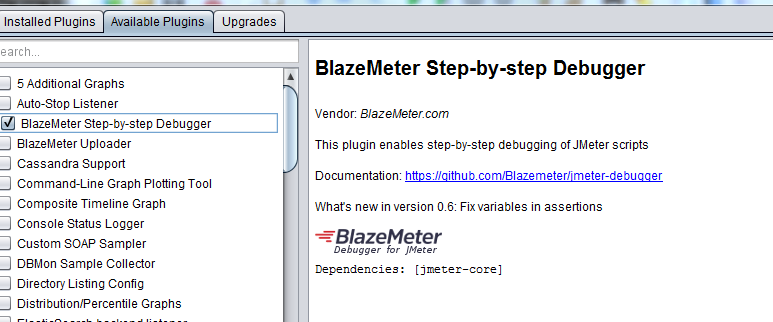 Installed Plugins Available Plugins Upgrades
earch...
5 Additional Graphs
Auto-Stop Listener
BlazeMeter Step-by-step Debugger
BlazeMeter Uploader
Cassandra Support
Command-Line Graph Plotting Tool
Composite Timeline Graph
Console Status Logger
Custom SOAP Sampler
DBMon Sample Collector
Directory Listing Config
Distribution/Percentile Graphs
ElasticSearch backend listener
BlazeMeter Step-by-step Debugger
Vendor: BlazeMeter.com
This plugin enables step-by-step debugging of JMeter scripts
Documentation: https://github.com/Blazemeter/jmeter-debugger
What's new in version 0.6: Fix variables in assertions
BlazeMeter
Debugger for JMeter
Dependencies: [jmeter-core]